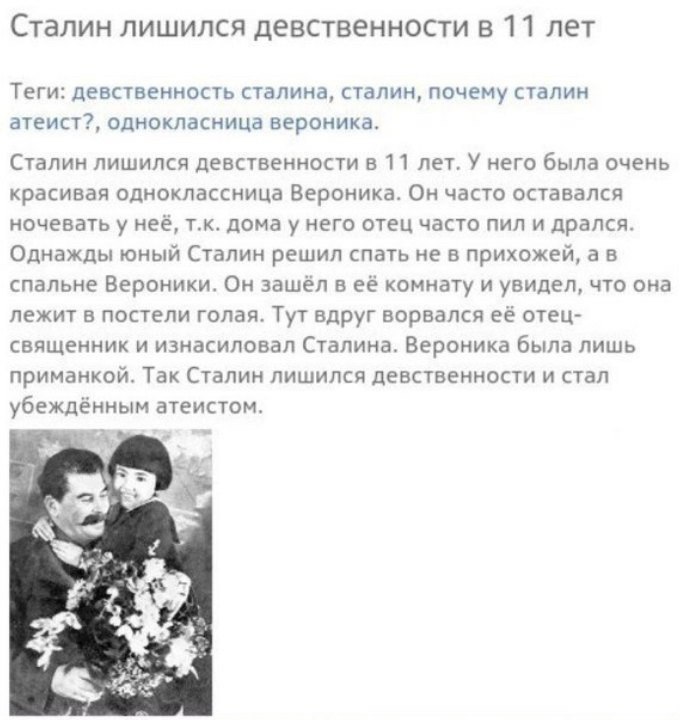 Сталин лишился девственности в 11 лет
Теги: девственность сталина, сталин, почему сталин
атеист?, однокласница вероника.
Сталин лишился девственности в 11 лет. У него была очень
красивая одноклассница Вероника. Он часто оставался
ночевать у неё, т.к. дома у него отец часто пил и дрался.
Однажды юный Сталин решил спать не в прихожей, а в
спальне Вероники. Он зашёл в её комнату и увидел, что она
лежит в постели голая. Тут вдруг ворвался её отец-
священник и изнасиловал Сталина. Вероника была лишь
приманкой. Так Сталин лишился девственности и стал
убеждённым атеистом.